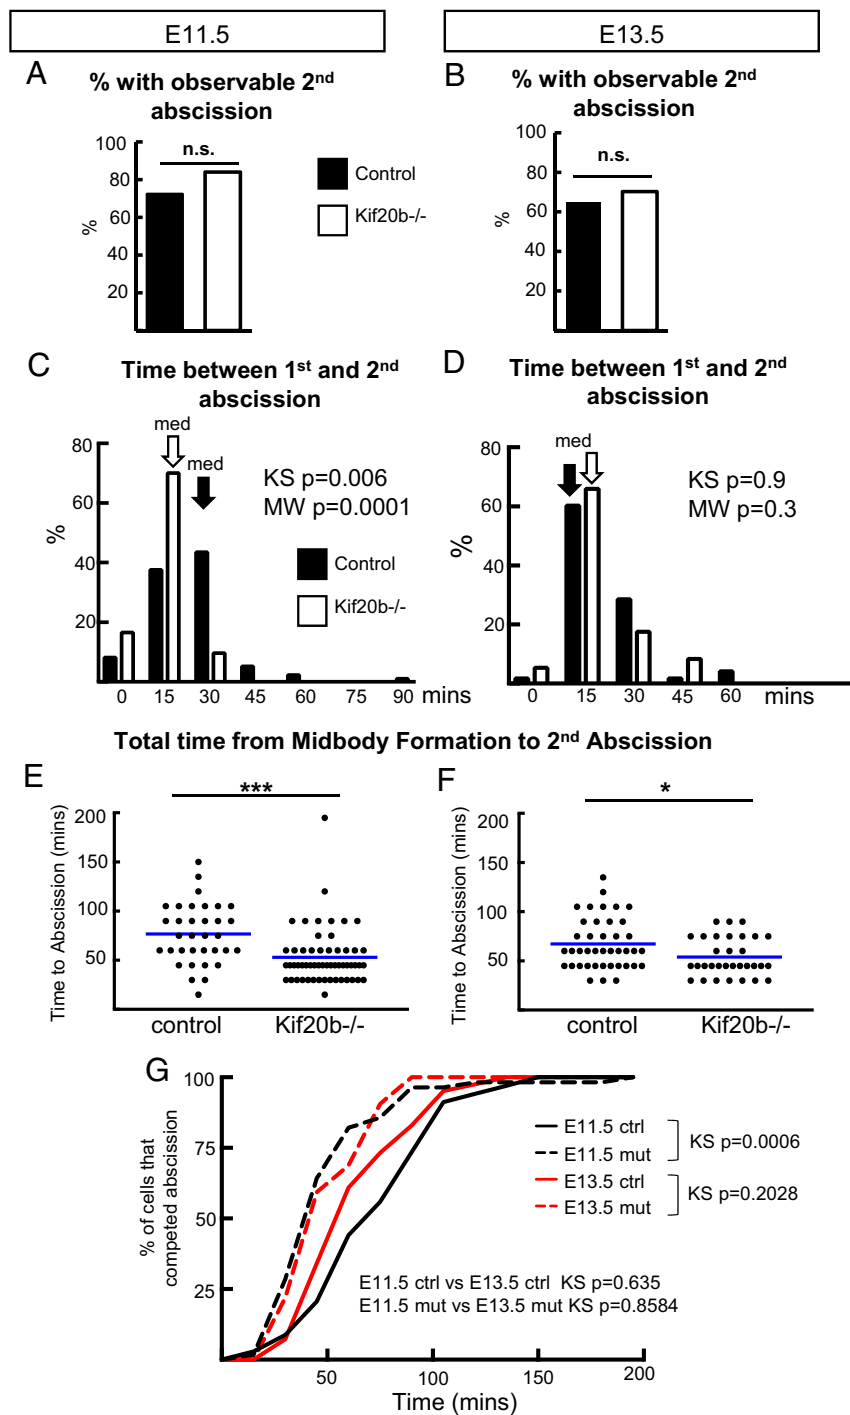 E11.5
E13.5
A
% with observable 2nd
abscission
100
80
60
40
20
%
n.s.
Control
Kif20b-/-
B
% with observable 2nd
abscission
100
80
60
40
20
%
n.s.
C
Time between 1st and 2nd
abscission
80
60
40
20
%
med
med
KS p=0.006
MW p=0.0001
Control
Kif20b-/-
0 15 30 45 60 75 90 mins
D
Time between 1st and 2nd
abscission
80
60
40
20
%
med
KS p=0.9
MW p=0.3
0 15 30 45 60 mins
Total time from Midbody Formation to 2nd Abscission
E
Time to Abscission (mins)
200
150
100
50
***
control Kif20b-/-
F
Time to Abscission (mins)
200
150
100
50
*
control Kif20b-/-
G
% of cells that
competed abscission
100
75
50
25
E11.5 ctrl
E11.5 mut
KS p=0.0006
E13.5 ctrl
E13.5 mut
KS p=0.2028
E11.5 ctrl vs E13.5 ctrl KS p=0.635
E11.5 mut vs E13.5 mut KS p=0.8584
50 100 150 200
Time (mins)